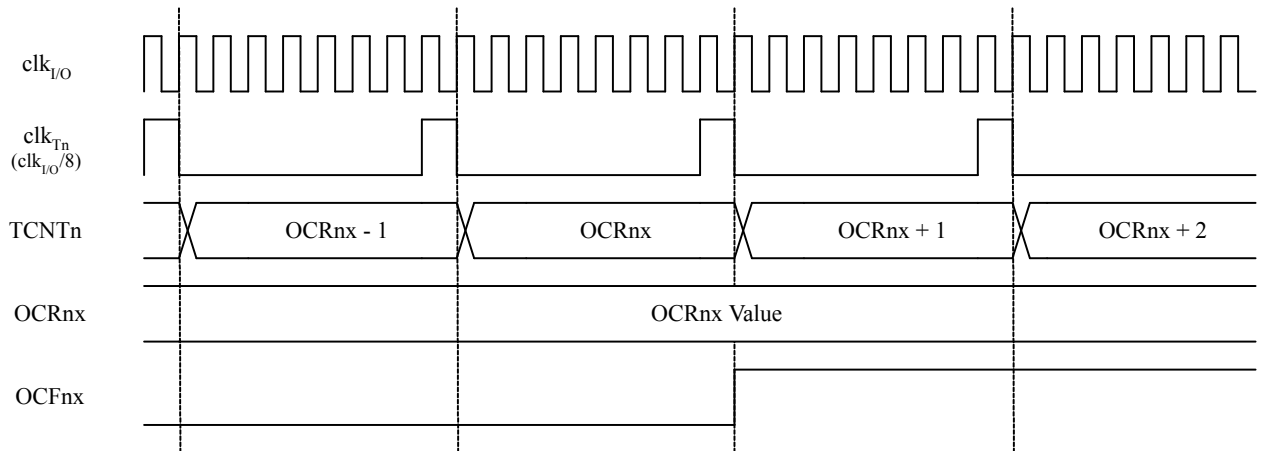 clkI/O
clkTn
(clkI/O/8)
TCNTn
OCRnx - 1
OCRnx
OCRnx + 1
OCRnx + 2
OCRnx
OCRnx Value
OCFnx